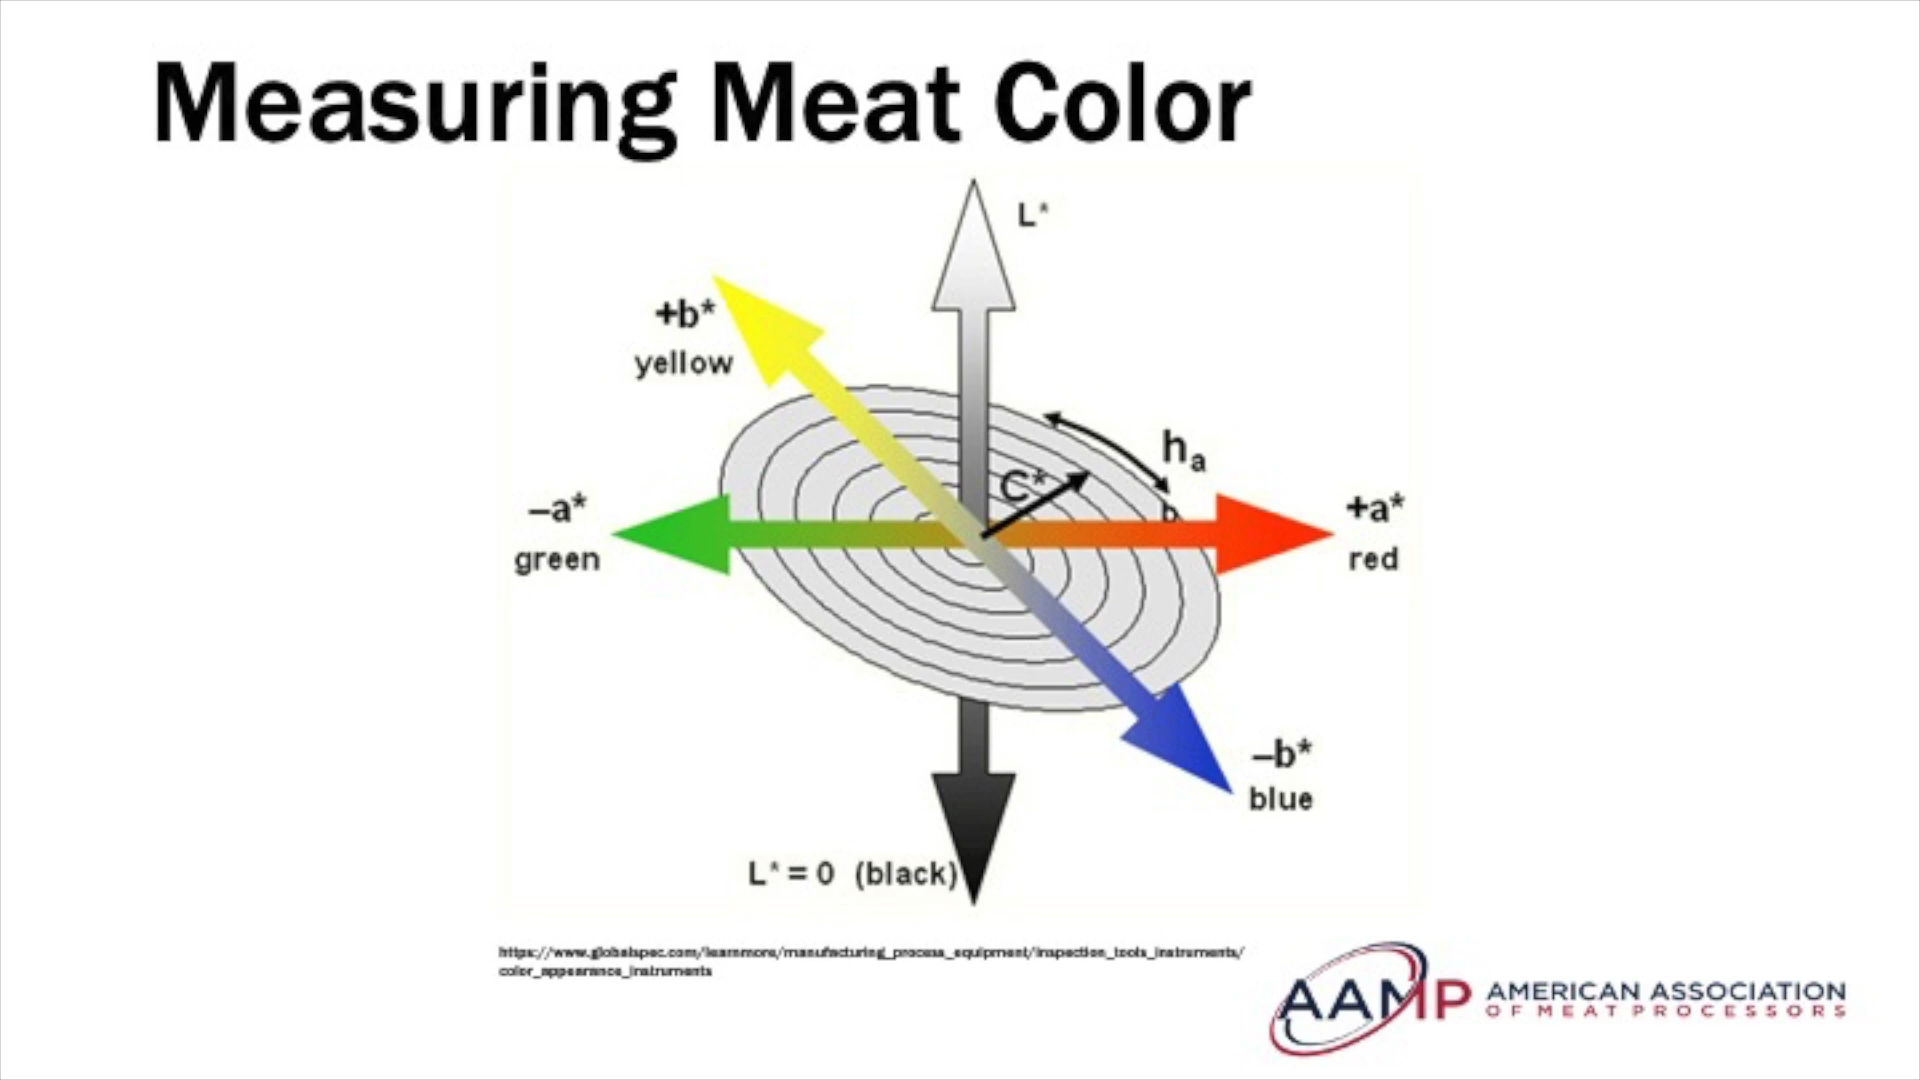 Measuring Meat Color
L*
+b*
yellow
h
a
C*
b
–a*
green
+a*
red
–b*
blue
L* = 0 (black)
https://www.globalspec.com/learnmore/manufacturing_process_equipment/inspection_tools_instruments/
color_appearance_instruments
AAMP AMERICAN ASSOCIATION
OF MEAT PROCESSORS